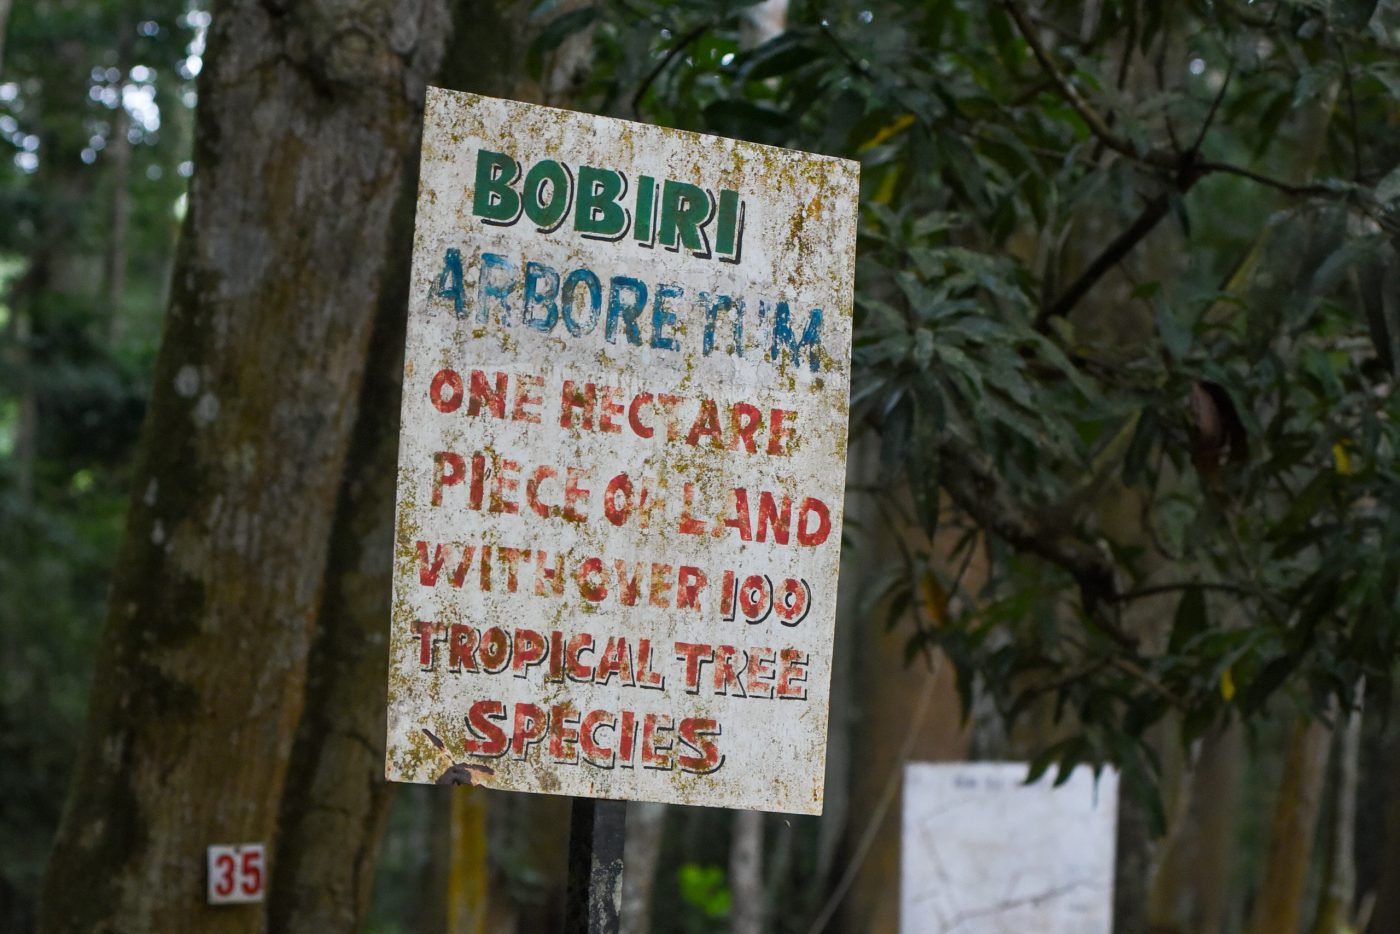 BOBIRI
ARBORETUM
ONE HECTARE
PIECE OF LAND
WITH OVER 100
TROPICAL TREE
SPECIES
35